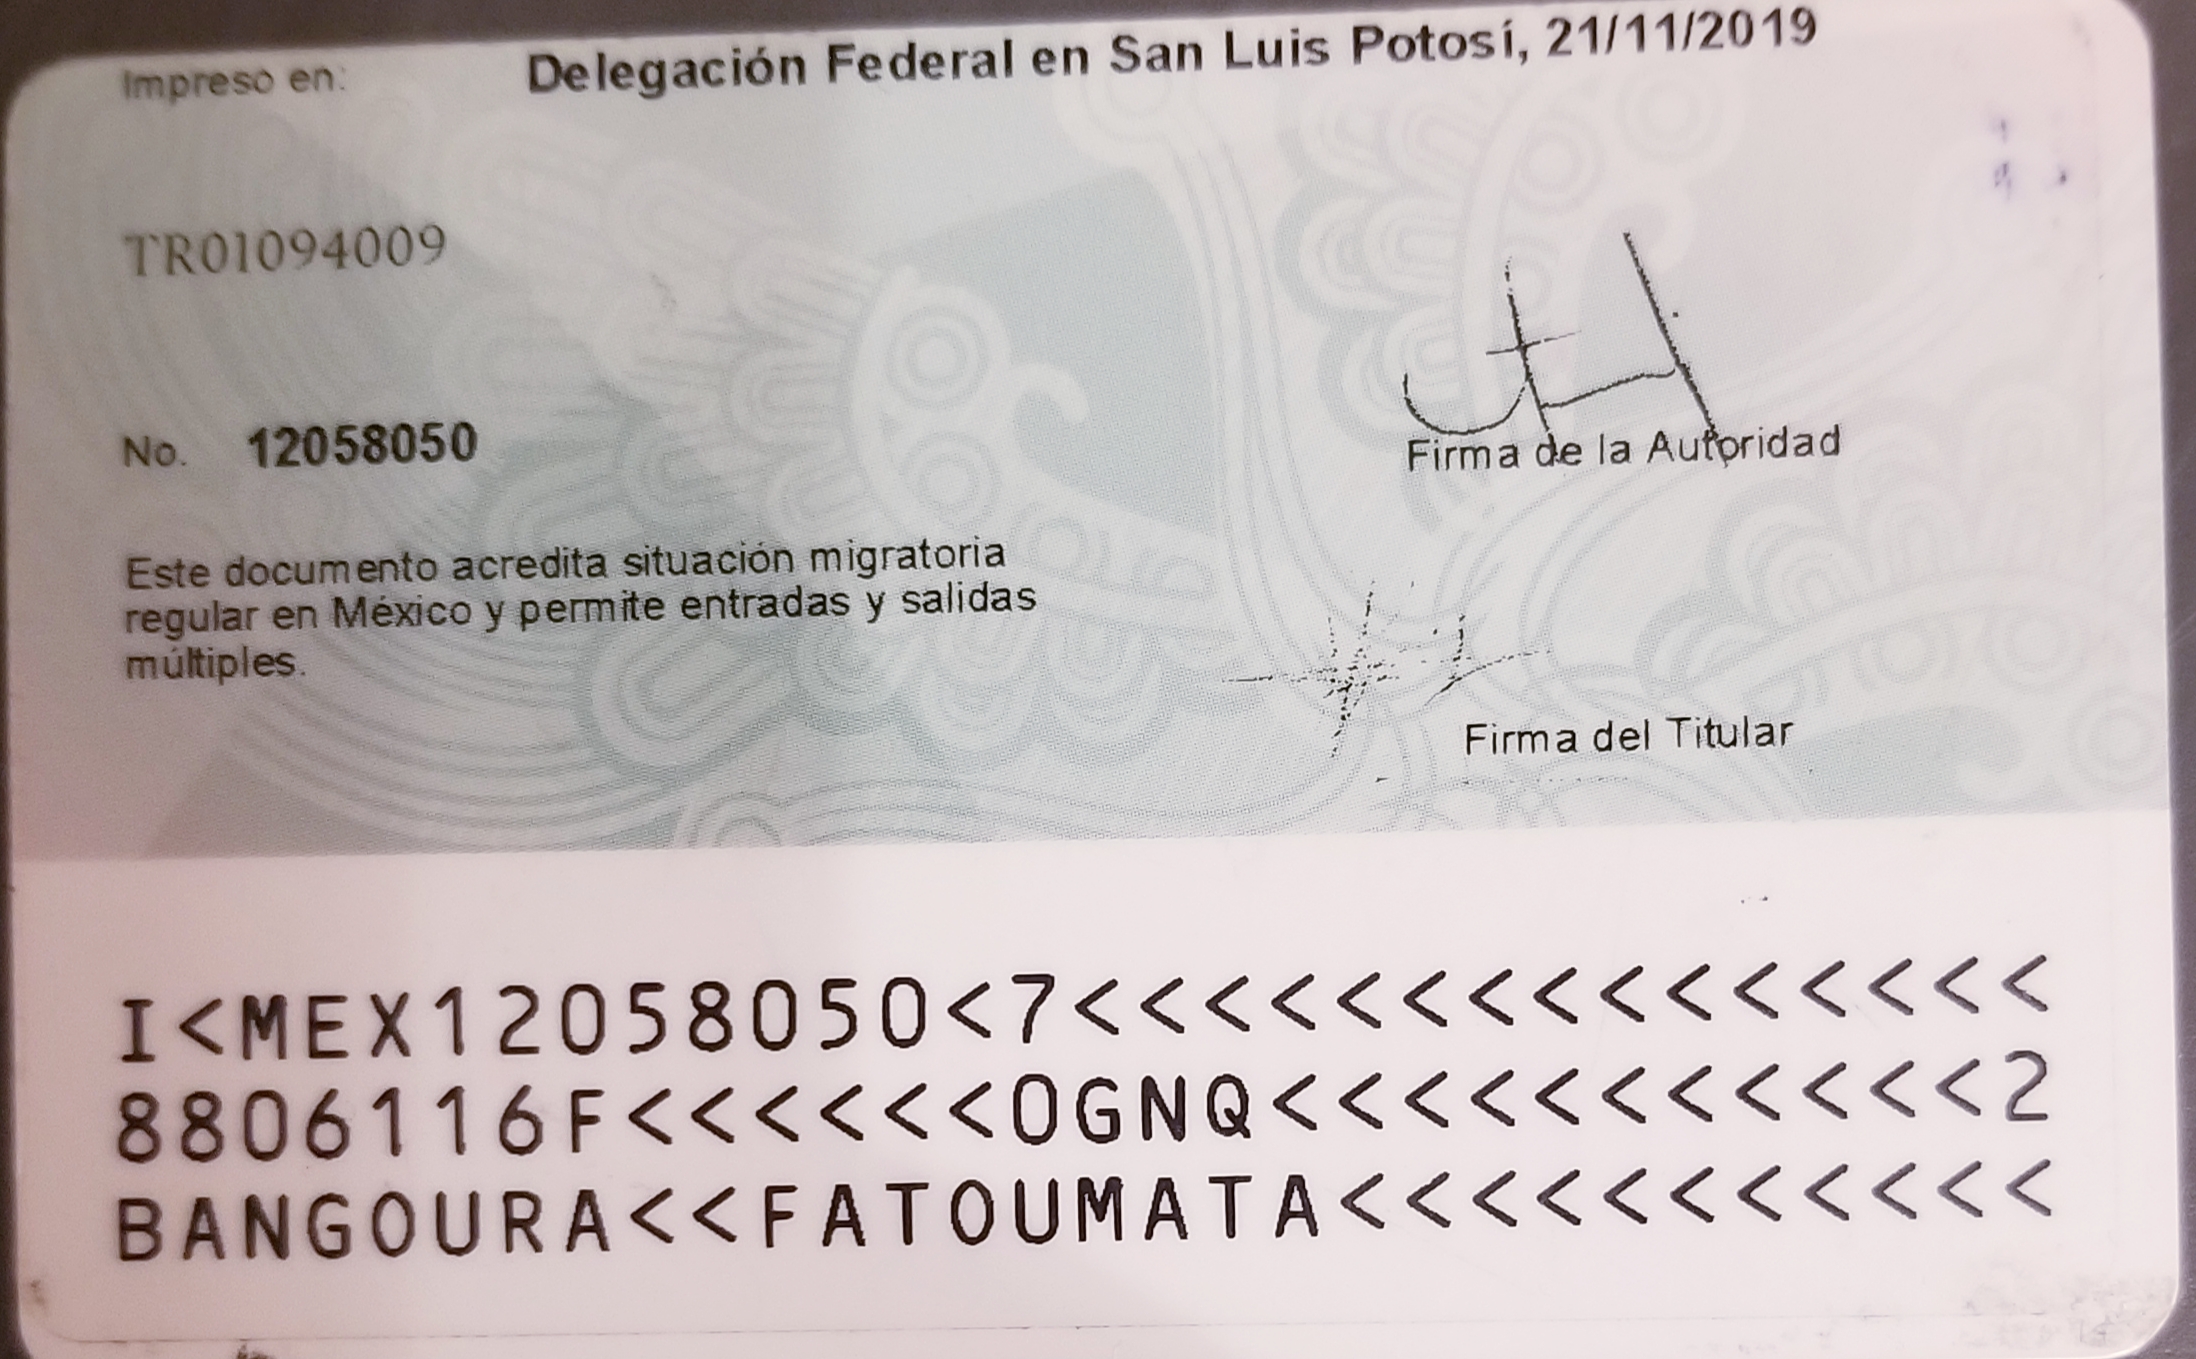 Impreso en: Delegación Federal en San Luis Potosí, 21/11/2019
TR01094009
No. 12058050
Firma de la Autoridad
Este documento acredita situación migratoria
regular en México y permite entradas y salidas
múltiples.
Firma del Titular
I<MEX12058050<7<<<<<<<<<<<<<<<
8806116F<<<<<<0GNQ<<<<<<<<<<<2
BANGOURA<<FATOUMATA<<<<<<<<<<<